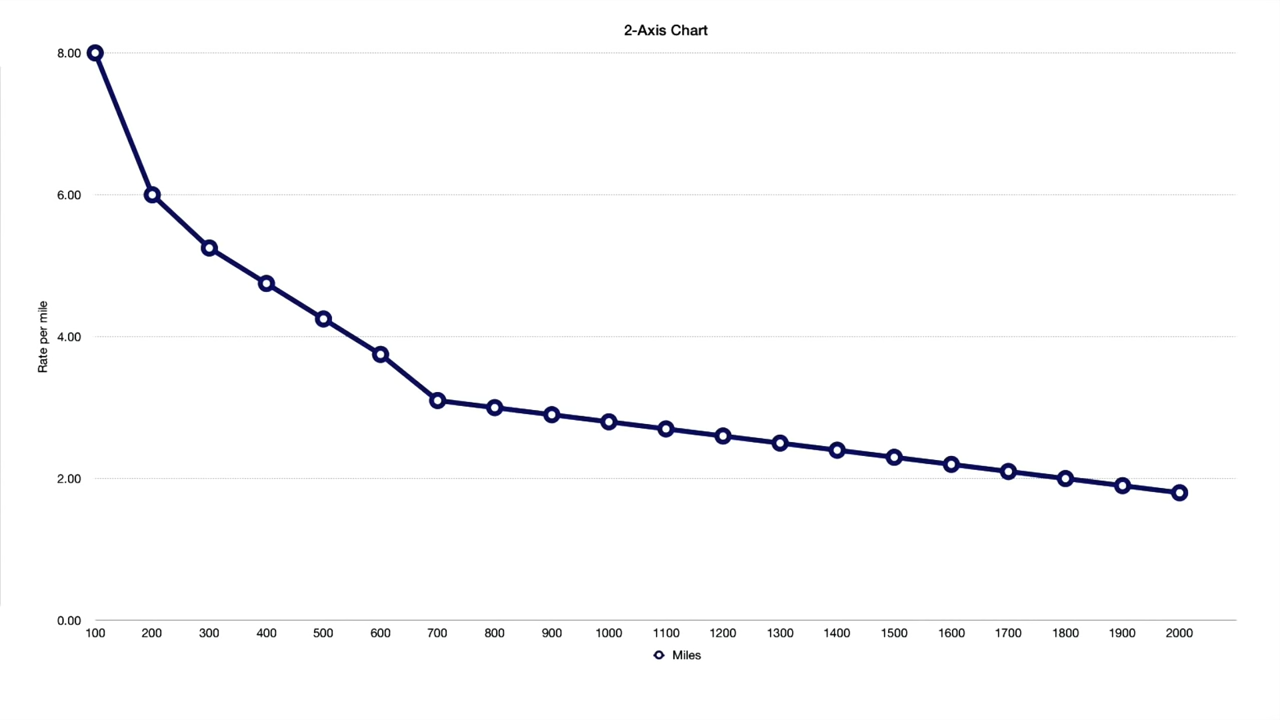 2-Axis Chart
8.00
6.00
4.00
2.00
0.00
Rate per mile
100 200 300 400 500 600 700 800 900 1000 1100 1200 1300 1400 1500 1600 1700 1800 1900 2000
Miles